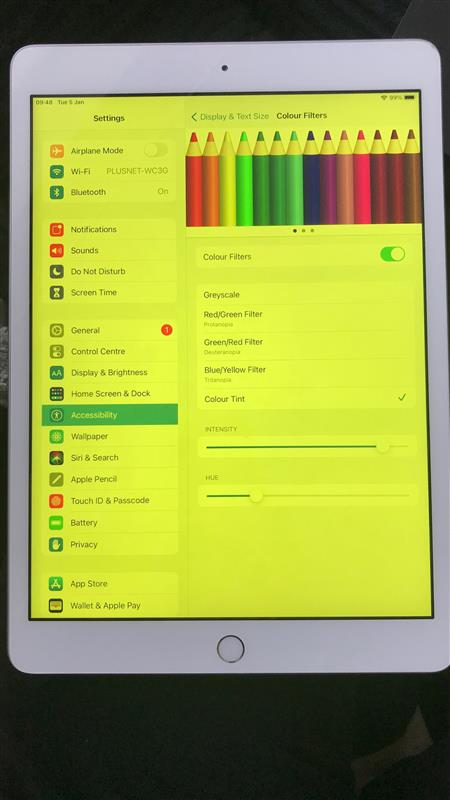 09:48 Tue 5 Jan
99%
Settings
Airplane Mode
Wi-Fi PLUSNET-WC3G
Bluetooth On
Notifications
Sounds
Do Not Disturb
Screen Time
General 1
Control Centre
AA Display & Brightness
Home Screen & Dock
Accessibility
Wallpaper
Siri & Search
Apple Pencil
Touch ID & Passcode
Battery
Privacy
App Store
Wallet & Apple Pay
Display & Text Size Colour Filters
Colour Filters
Greyscale
Red/Green Filter
Protanopia
Green/Red Filter
Deuteranopia
Blue/Yellow Filter
Tritanopia
Colour Tint
INTENSITY
HUE